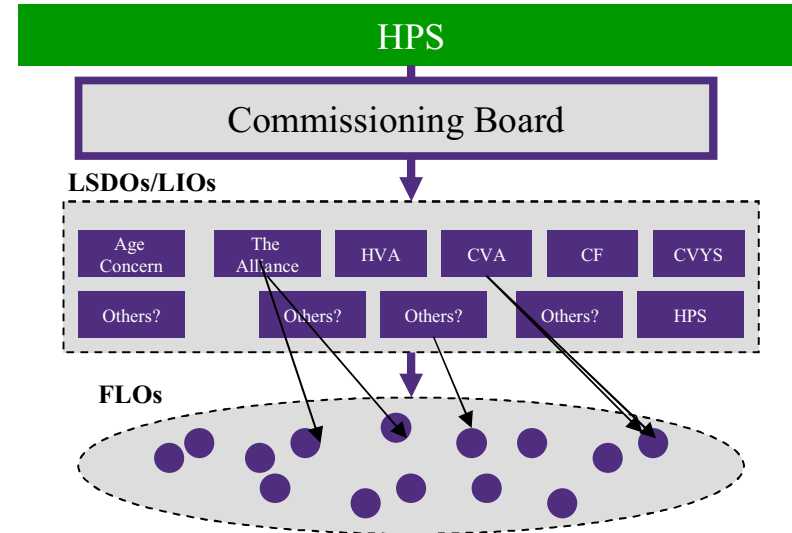 HPS
Commissioning Board
LSDOs/LIOs
Age
Concern
The
Alliance
HVA
CVA
CF
CVYS
Others?
Others?
Others?
Others?
HPS
FLOs